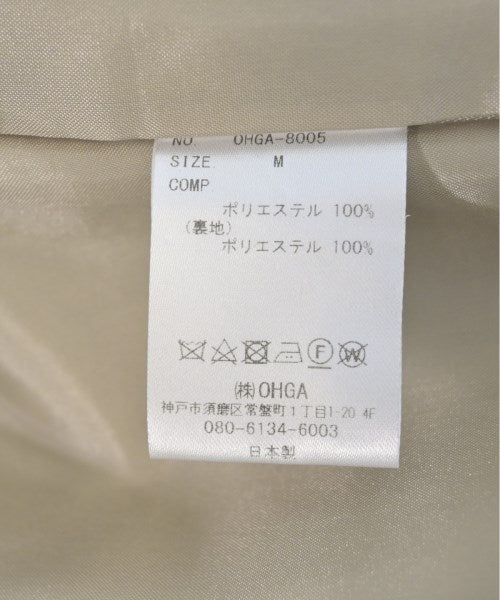 NO. OHGA-8005
SIZE M
COMP
ポリエステル 100%
(裏地)
ポリエステル 100%
F W
㈱OHGA
神戸市須磨区常盤町1丁目1-20 4F
080-6134-6003
日本製